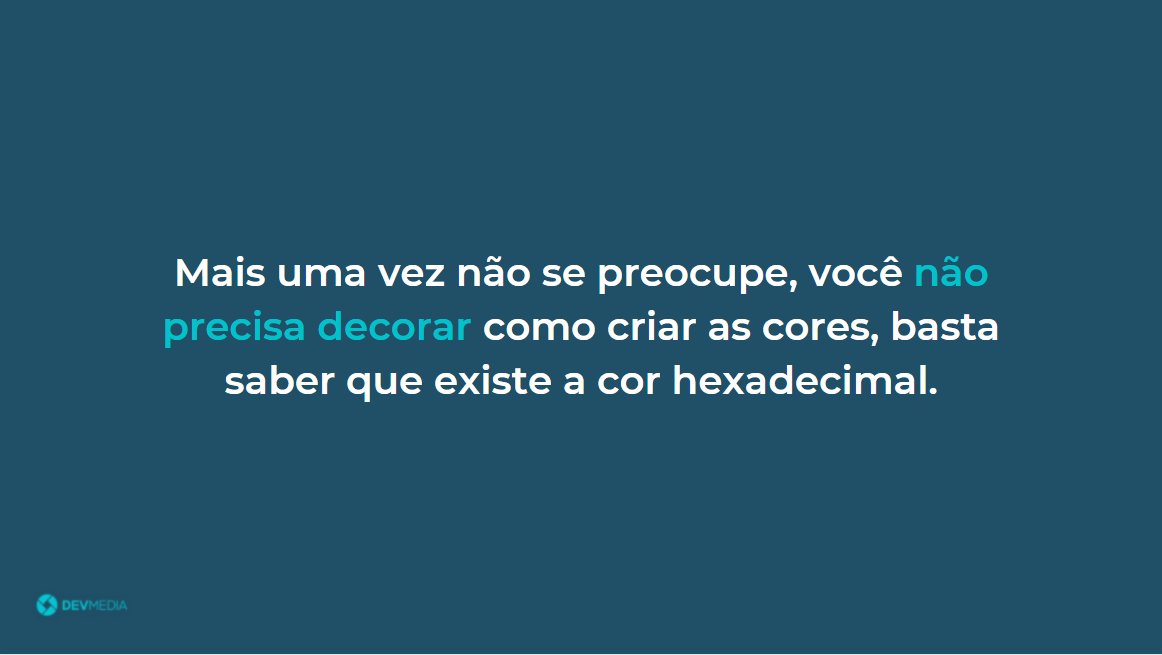 Mais uma vez não se preocupe, você não
precisa decorar como criar as cores, basta
saber que existe a cor hexadecimal.
DEVMEDIA